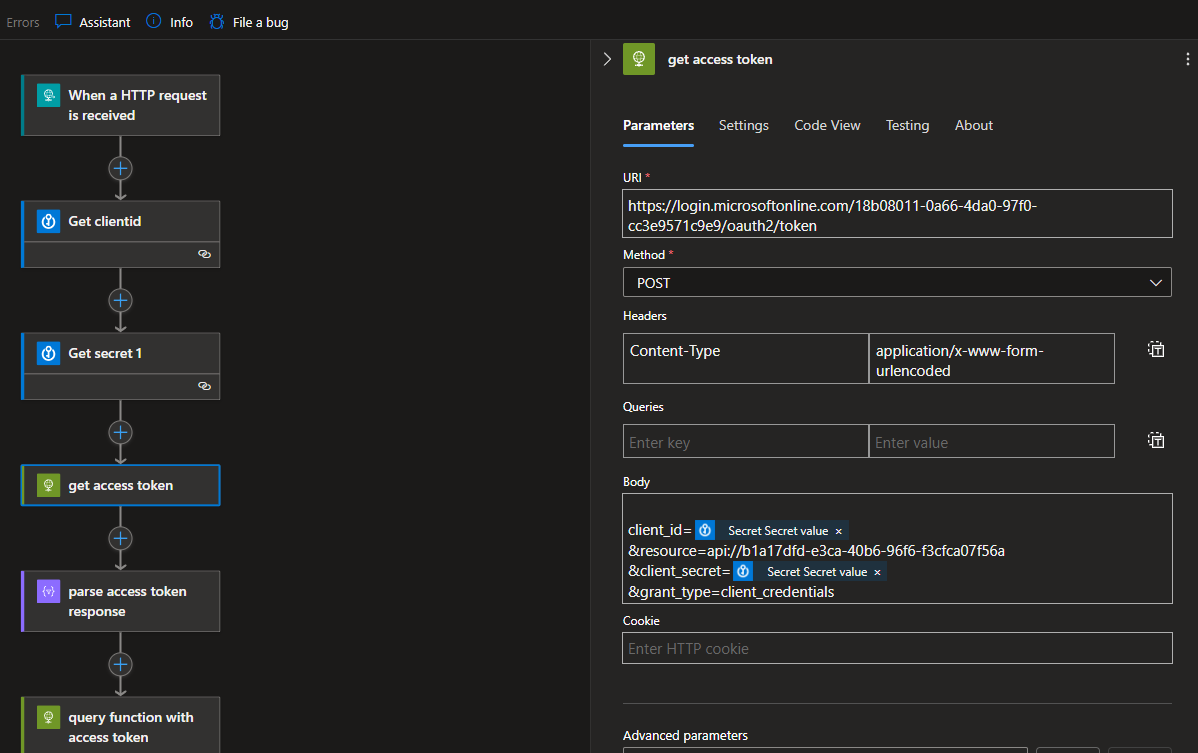 Errors
Assistant
Info
File a bug
When a HTTP request
is received
Get clientid
Get secret 1
get access token
parse access token
response
query function with
access token
get access token
Parameters
Settings
Code View
Testing
About
URI *
https://login.microsoftonline.com/18b08011-0a66-4da0-97f0-
cc3e9571c9e9/oauth2/token
Method *
POST
Headers
Content-Type
application/x-www-form-
urlencoded
Queries
Enter key
Enter value
Body
client_id= Secret Secret value ×
&resource=api://b1a17dfd-e3ca-40b6-96f6-f3cfca07f56a
&client_secret= Secret Secret value ×
&grant_type=client_credentials
Cookie
Enter HTTP cookie
Advanced parameters